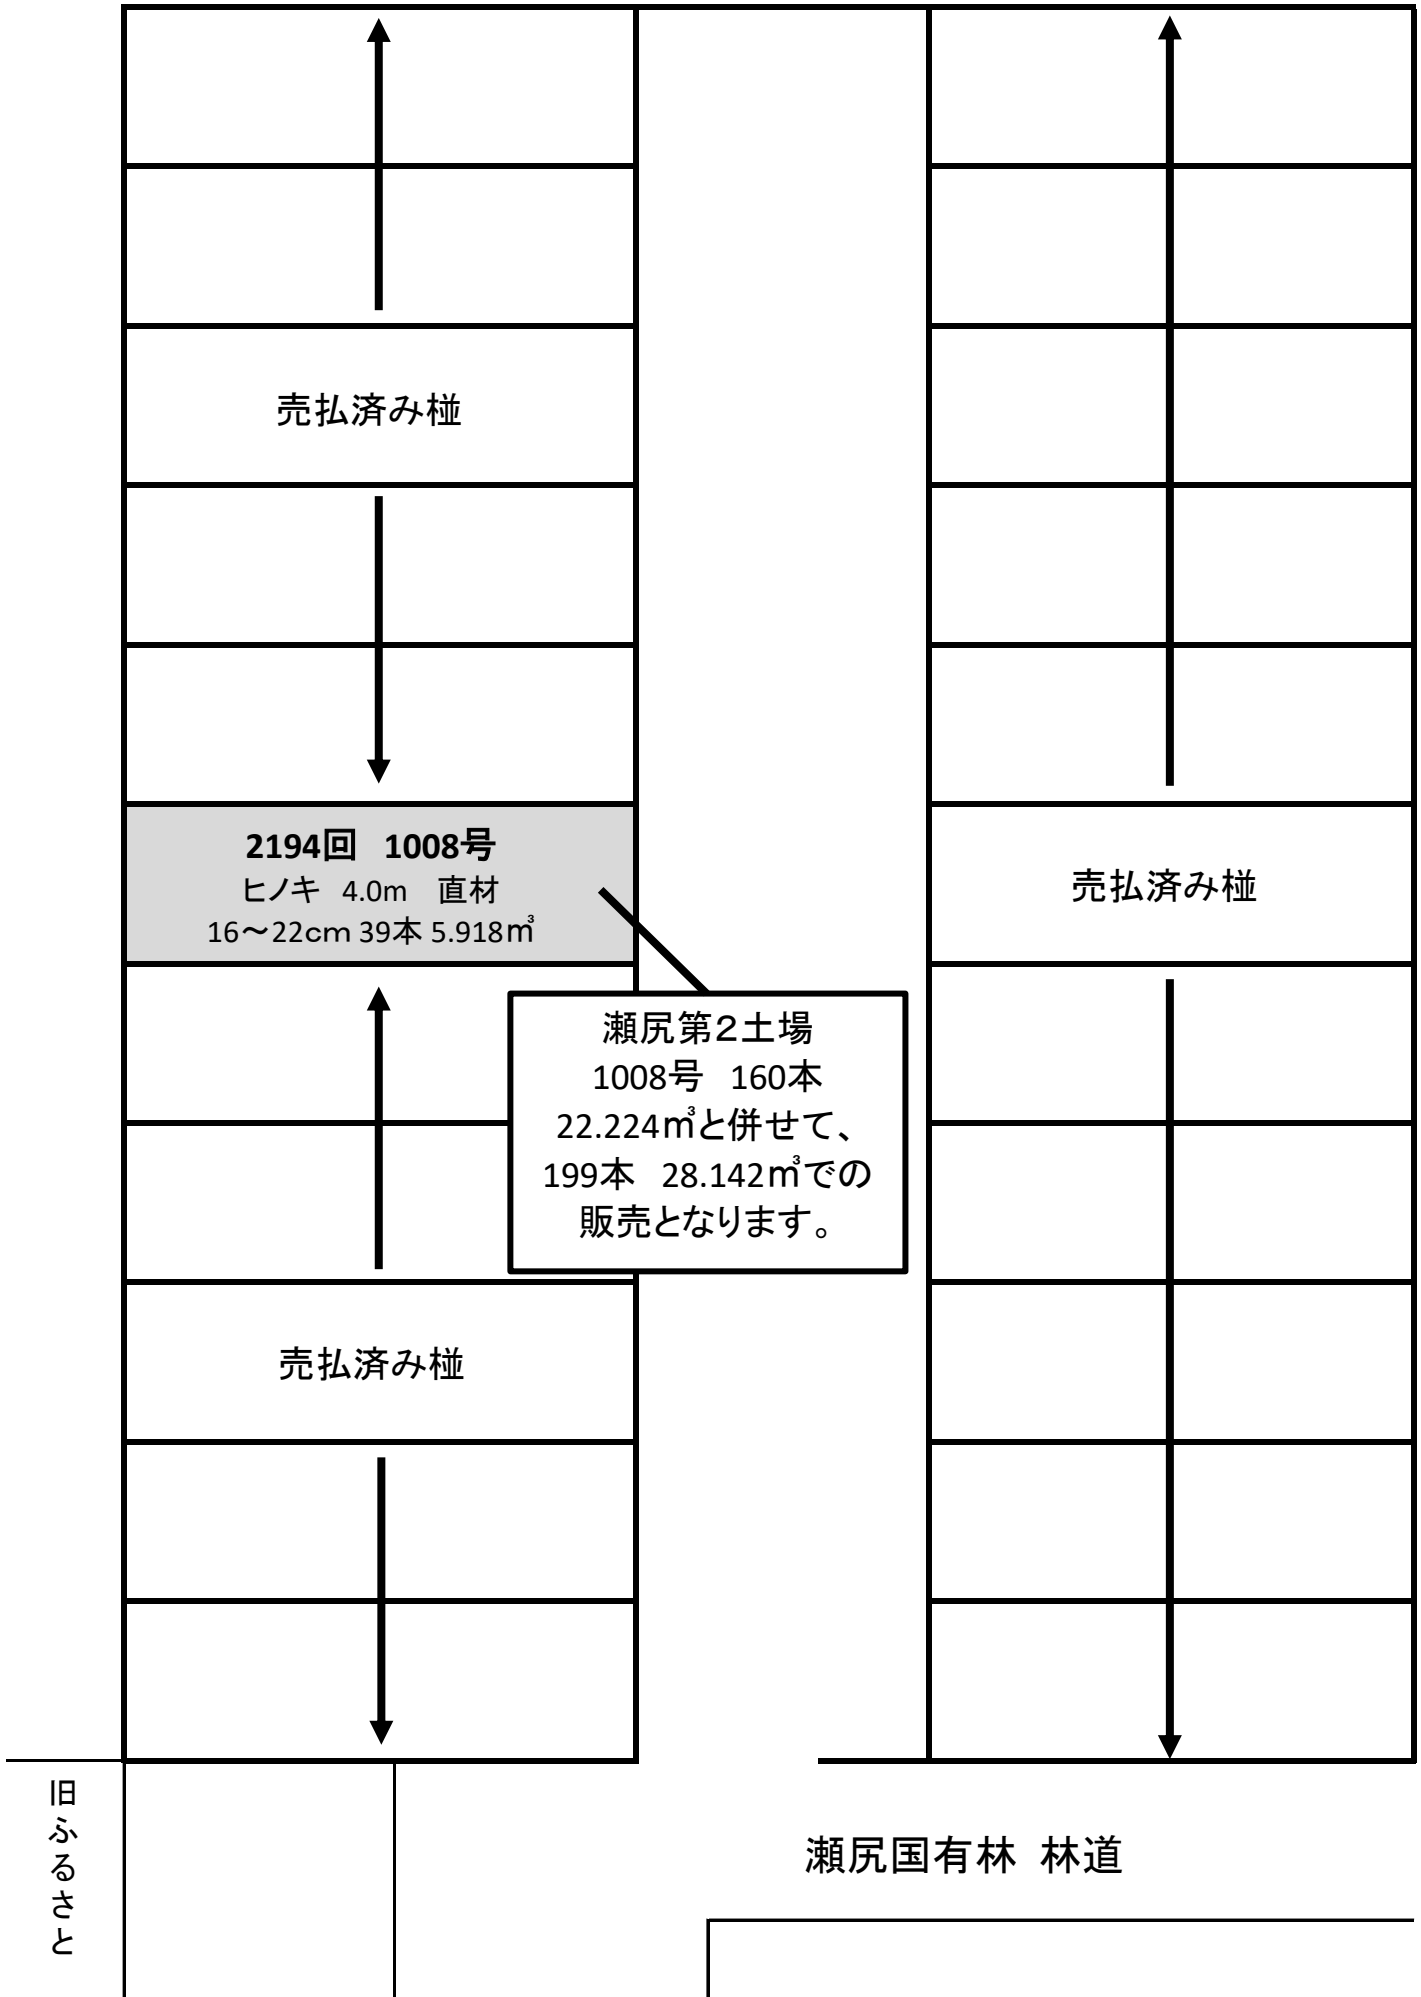 売払済み椪
2194回 1008号
ヒノキ 4.0m 直材
16～22cm 39本 5.918㎥
売払済み椪
瀬尻第2土場
1008号 160本
22.224㎥と併せて、
199本 28.142㎥での
販売となります。
売払済み椪
旧ふるさと
瀬尻国有林 林道